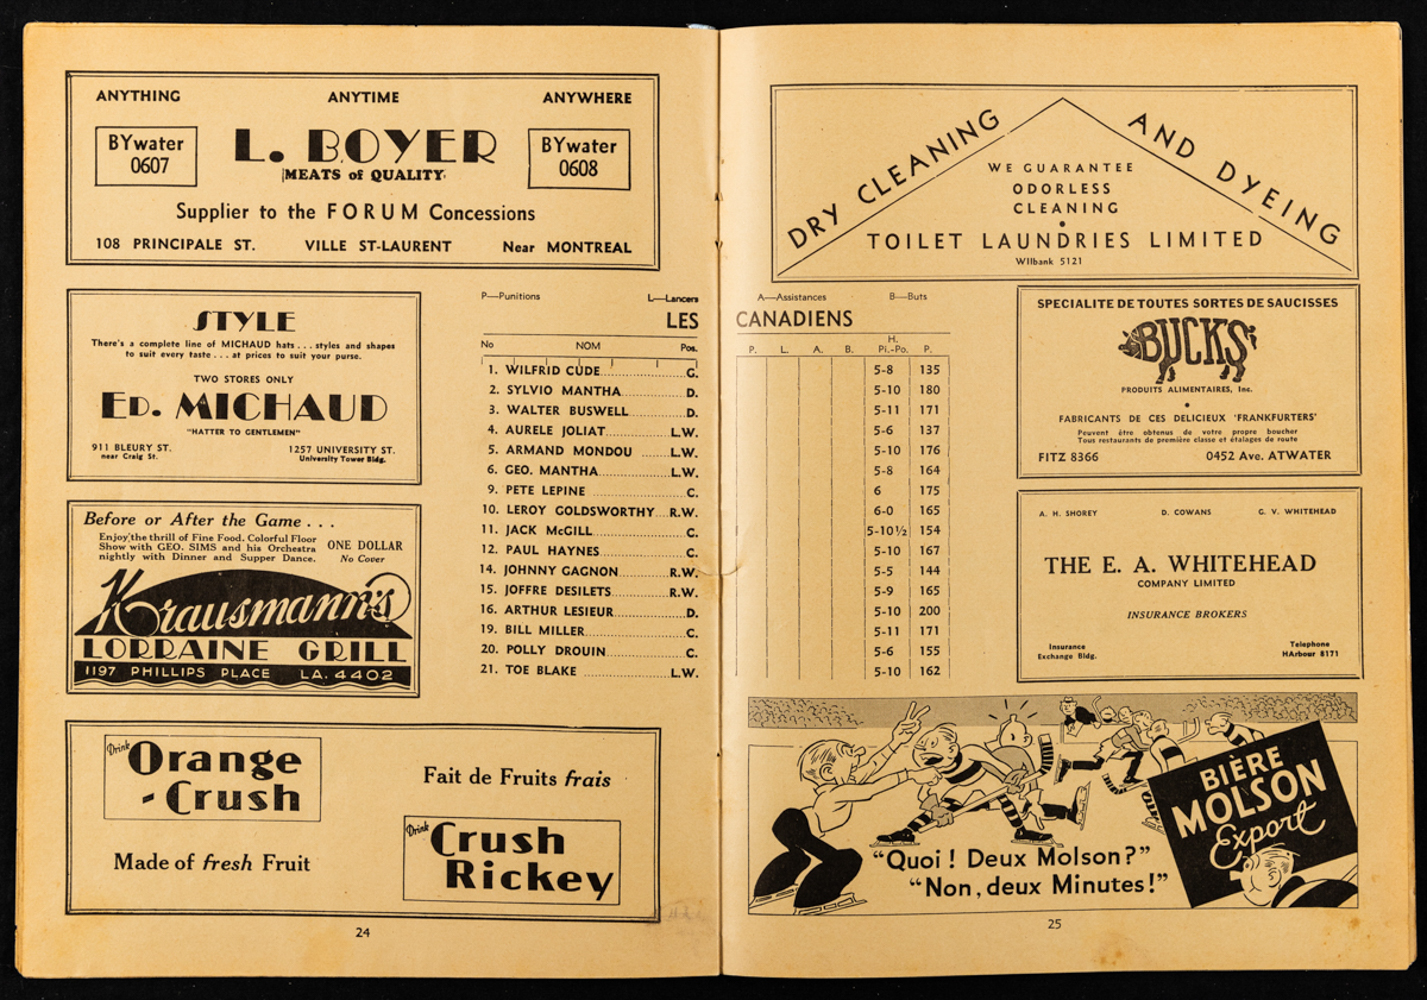 ANYTHING ANYTIME ANYWHERE
BYwater 0607
L. BOYER
MEATS of QUALITY
BYwater 0608
Supplier to the FORUM Concessions
108 PRINCIPALE ST. VILLE ST-LAURENT Near MONTREAL
STYLE
There's a complete line of MICHAUD hats . . . styles and shapes
to suit every taste . . . at prices to suit your purse.
TWO STORES ONLY
ED. MICHAUD
"HATTER TO GENTLEMEN"
911 BLEURY ST. 1257 UNIVERSITY ST.
near Craig St. University Tower Bldg.
Before or After the Game . . .
Enjoy the thrill of Fine Food. Colorful Floor
Show with GEO. SIMS and his Orchestra
nightly with Dinner and Supper Dance.
ONE DOLLAR
No Cover
Krausmann's
LORRAINE GRILL
1197 PHILLIPS PLACE LA. 4402
P—Punitions L—Lancers A—Assistances B—Buts
LES CANADIENS
No NOM Pos. P. L. A. B. H. Pi.-Po. P.
1. WILFRID CUDE G. 5-8 135
2. SYLVIO MANTHA D. 5-10 180
3. WALTER BUSWELL D. 5-11 171
4. AURELE JOLIAT L.W. 5-6 137
5. ARMAND MONDOU L.W. 5-10 176
6. GEO. MANTHA L.W. 5-8 164
9. PETE LEPINE C. 6 175
10. LEROY GOLDSWORTHY R.W. 6-0 165
11. JACK McGILL C. 5-10½ 154
12. PAUL HAYNES C. 5-10 167
14. JOHNNY GAGNON R.W. 5-5 144
15. JOFFRE DESILETS R.W. 5-9 165
16. ARTHUR LESIEUR D. 5-10 200
19. BILL MILLER C. 5-11 171
20. POLLY DROUIN C. 5-6 155
21. TOE BLAKE L.W. 5-10 162
Drink Orange
-Crush
Made of fresh Fruit
Fait de Fruits frais
Drink Crush
Rickey
24
DRY CLEANING AND DYEING
WE GUARANTEE
ODORLESS
CLEANING
TOILET LAUNDRIES LIMITED
WIlbank 5121
SPECIALITE DE TOUTES SORTES DE SAUCISSES
BUCKS
PRODUITS ALIMENTAIRES, Inc.
FABRICANTS DE CES DELICIEUX 'FRANKFURTERS'
Peuvent être obtenus de votre propre boucher
Tous restaurants de première classe et étalages de route
FITZ 8366 0452 Ave. ATWATER
A. H. SHOREY D. COWANS G. V. WHITEHEAD
THE E. A. WHITEHEAD
COMPANY LIMITED
INSURANCE BROKERS
Insurance Telephone
Exchange Bldg. HArbour 8171
BIÈRE
MOLSON
Export
"Quoi ! Deux Molson?"
"Non, deux Minutes!"
25